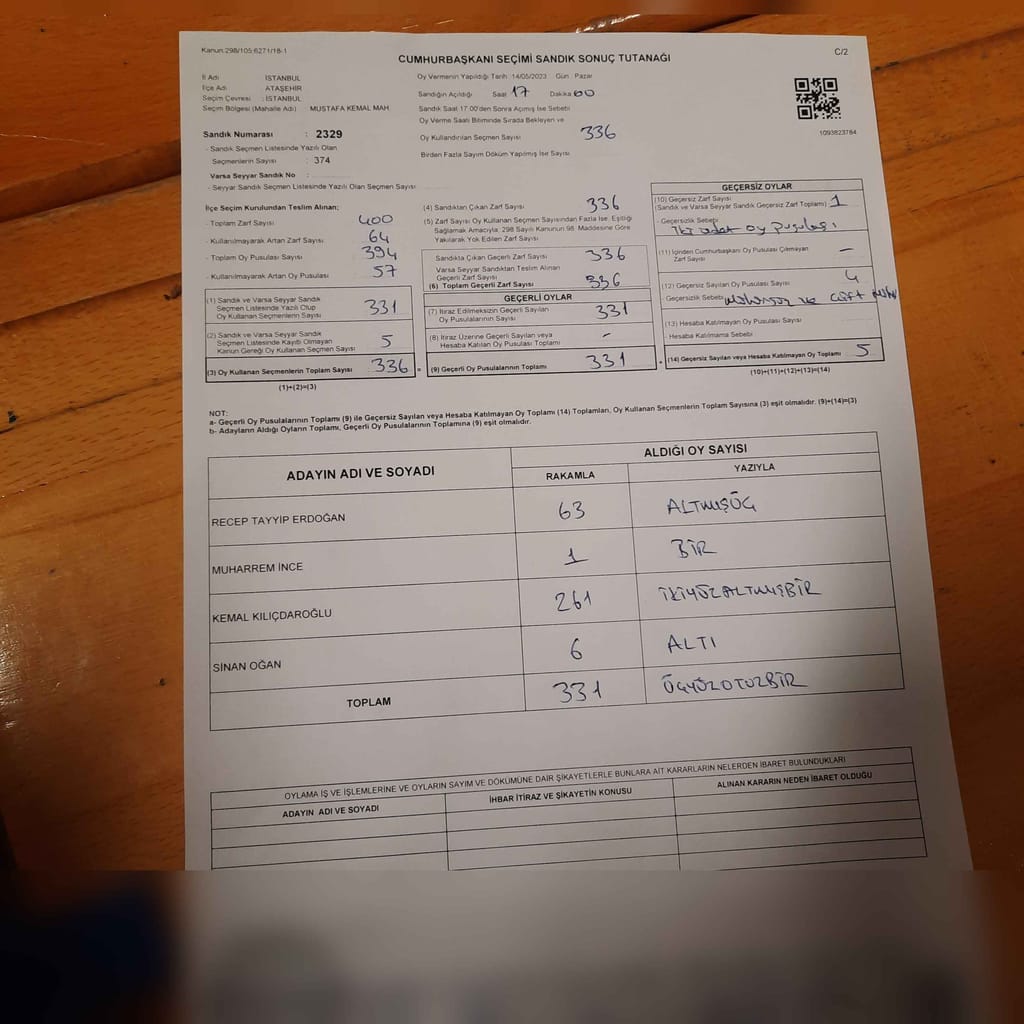 Kanun:298/105:6271/18-1
C/2
CUMHURBAŞKANI SEÇİMİ SANDIK SONUÇ TUTANAĞI
İl Adı : İSTANBUL
İlçe Adı : ATAŞEHİR
Seçim Çevresi : İSTANBUL
Seçim Bölgesi (Mahalle Adı) : MUSTAFA KEMAL MAH
Sandık Numarası : 2329
- Sandık Seçmen Listesinde Yazılı Olan
Seçmenlerin Sayısı : 374
Varsa Seyyar Sandık No :
- Seyyar Sandık Seçmen Listesinde Yazılı Olan Seçmen Sayısı
Oy Vermenin Yapıldığı Tarih :14/05/2023 Gün : Pazar
Sandığın Açıldığı Saat 17 Dakika 00
Sandık Saat 17:00'den Sonra Açılmış İse Sebebi
Oy Verme Saati Bitiminde Sırada Bekleyen ve
Oy Kullandırılan Seçmen Sayısı 336
Birden Fazla Sayım Döküm Yapılmış İse Sayısı
1093823784
İlçe Seçim Kurulundan Teslim Alınan;
- Toplam Zarf Sayısı 400
- Kullanılmayarak Artan Zarf Sayısı 64
- Toplam Oy Pusulası Sayısı 394
- Kullanılmayarak Artan Oy Pusulası 57
(1) Sandık ve Varsa Seyyar Sandık
Seçmen Listesinde Yazılı Olup
Oy Kullanan Seçmenlerin Sayısı 331
(2) Sandık ve Varsa Seyyar Sandık
Seçmen Listesinde Kayıtlı Olmayan
Kanun Gereği Oy Kullanan Seçmen Sayısı 5
(3) Oy Kullanan Seçmenlerin Toplam Sayısı 336 =
(1)+(2)=(3)
(4) Sandıktan Çıkan Zarf Sayısı 336
(5) Zarf Sayısı Oy Kullanan Seçmen Sayısından Fazla İse, Eşitliği
Sağlamak Amacıyla, 298 Sayılı Kanunun 98. Maddesine Göre
Yakılarak Yok Edilen Zarf Sayısı
Sandıkta Çıkan Geçerli Zarf Sayısı 336
Varsa Seyyar Sandıktan Teslim Alınan
Geçerli Zarf Sayısı
(6) Toplam Geçerli Zarf Sayısı 336
GEÇERLİ OYLAR
(7) İtiraz Edilmeksizin Geçerli Sayılan
Oy Pusulalarının Sayısı 331
(8) İtiraz Üzerine Geçerli Sayılan veya
Hesaba Katılan Oy Pusulası Toplamı -
(9) Geçerli Oy Pusulalarının Toplamı 331 +
GEÇERSİZ OYLAR
(10) Geçersiz Zarf Sayısı
(Sandık ve Varsa Seyyar Sandık Geçersiz Zarf Toplamı) 1
- Geçersizlik Sebebi
İki adet oy pusulası
(11) İçinden Cumhurbaşkanı Oy Pusulası Çıkmayan
Zarf Sayısı -
(12) Geçersiz Sayılan Oy Pusulası Sayısı 4
Geçersizlik Sebebi ve çift
(13) Hesaba Katılmayan Oy Pusulası Sayısı
- Hesaba Katılmama Sebebi
(14) Geçersiz Sayılan veya Hesaba Katılmayan Oy Toplamı 5
(10)+(11)+(12)+(13)=(14)
NOT:
a- Geçerli Oy Pusulalarının Toplamı (9) ile Geçersiz Sayılan veya Hesaba Katılmayan Oy Toplamı (14) Toplamları, Oy Kullanan Seçmenlerin Toplam Sayısına (3) eşit olmalıdır. (9)+(14)=(3)
b- Adayların Aldığı Oyların Toplamı, Geçerli Oy Pusulalarının Toplamına (9) eşit olmalıdır.
ADAYIN ADI VE SOYADI
ALDIĞI OY SAYISI
RAKAMLA YAZIYLA
RECEP TAYYİP ERDOĞAN 63 ALTMIŞÜÇ
MUHARREM İNCE 1 BİR
KEMAL KILIÇDAROĞLU 261 İKİYÜZALTMIŞBİR
SİNAN OĞAN 6 ALTI
TOPLAM 331 ÜÇYÜZOTUZBİR
OYLAMA İŞ VE İŞLEMLERİNE VE OYLARIN SAYIM VE DÖKÜMÜNE DAİR ŞİKAYETLERLE BUNLARA AİT KARARLARIN NELERDEN İBARET BULUNDUKLARI
ADAYIN ADI VE SOYADI İHBAR İTİRAZ VE ŞİKAYETİN KONUSU ALINAN KARARIN NEDEN İBARET OLDUĞU